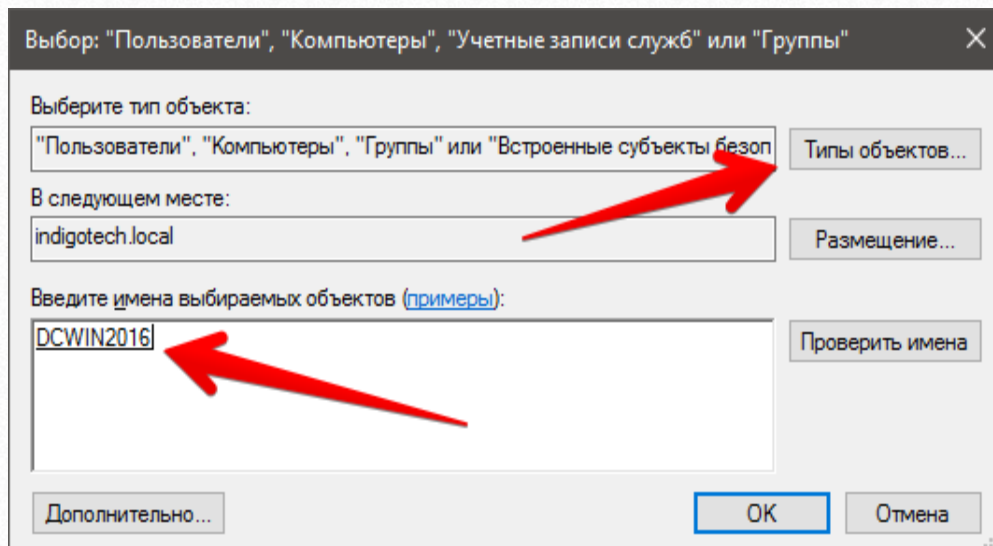 Выбор: "Пользователи", "Компьютеры", "Учетные записи служб" или "Группы"
Выберите тип объекта:
"Пользователи", "Компьютеры", "Группы" или "Встроенные субъекты безоп
Типы объектов...
В следующем месте:
indigotech.local
Размещение...
Введите имена выбираемых объектов (примеры):
DCWIN2016
Проверить имена
Дополнительно...
OK
Отмена